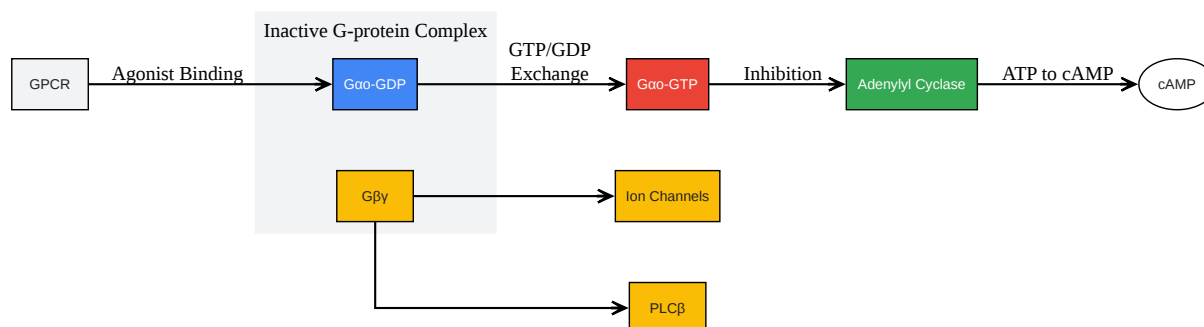 Inactive G-protein Complex
GPCR
Agonist Binding
Gαo-GDP
GTP/GDP
Exchange
Gαo-GTP
Inhibition
Adenylyl Cyclase
ATP to cAMP
cAMP
Gβγ
Ion Channels
PLCβ